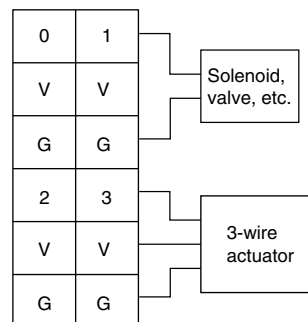 0 1
V V
G G
2 3
V V
G G
Solenoid,
valve, etc.
3-wire
actuator